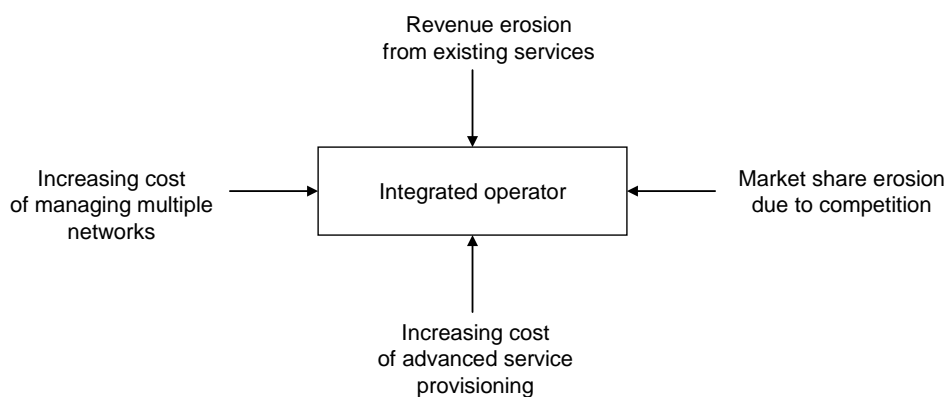 Revenue erosion
from existing services
Increasing cost
of managing multiple
networks
Integrated operator
Market share erosion
due to competition
Increasing cost
of advanced service
provisioning